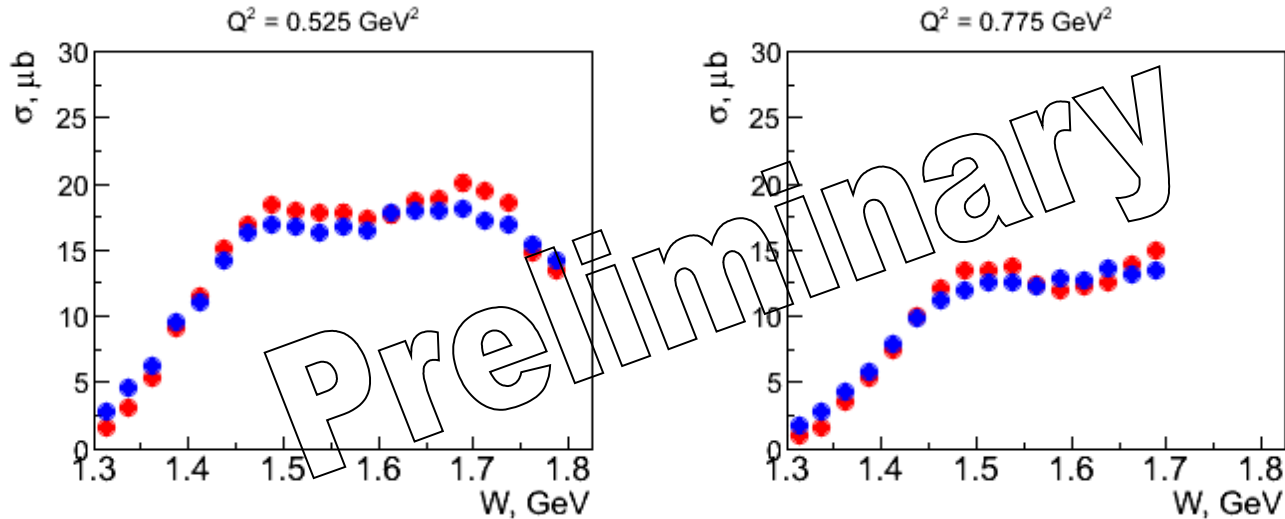 Q² = 0.525 GeV²
σ, μb
30
25
20
15
10
5
0
1.3 1.4 1.5 1.6 1.7 1.8
W, GeV
Q² = 0.775 GeV²
σ, μb
30
25
20
15
10
5
0
1.3 1.4 1.5 1.6 1.7 1.8
W, GeV
Preliminary